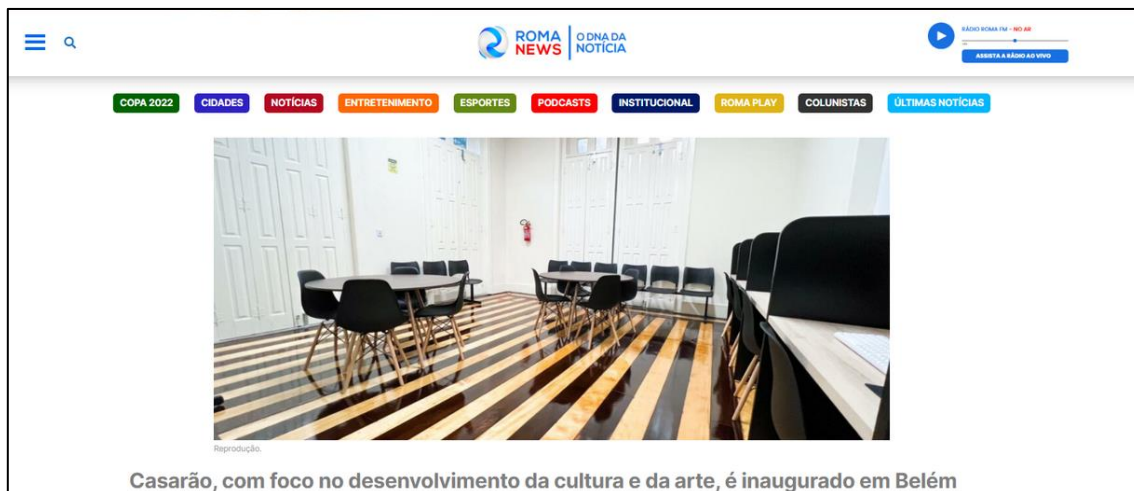 ROMA NEWS
O DNA DA NOTÍCIA
RÁDIO ROMA FM - NO AR
ASSISTA A RÁDIO AO VIVO
COPA 2022 CIDADES NOTÍCIAS ENTRETENIMENTO ESPORTES PODCASTS INSTITUCIONAL ROMA PLAY COLUNISTAS ÚLTIMAS NOTÍCIAS
Reprodução.
Casarão, com foco no desenvolvimento da cultura e da arte, é inaugurado em Belém